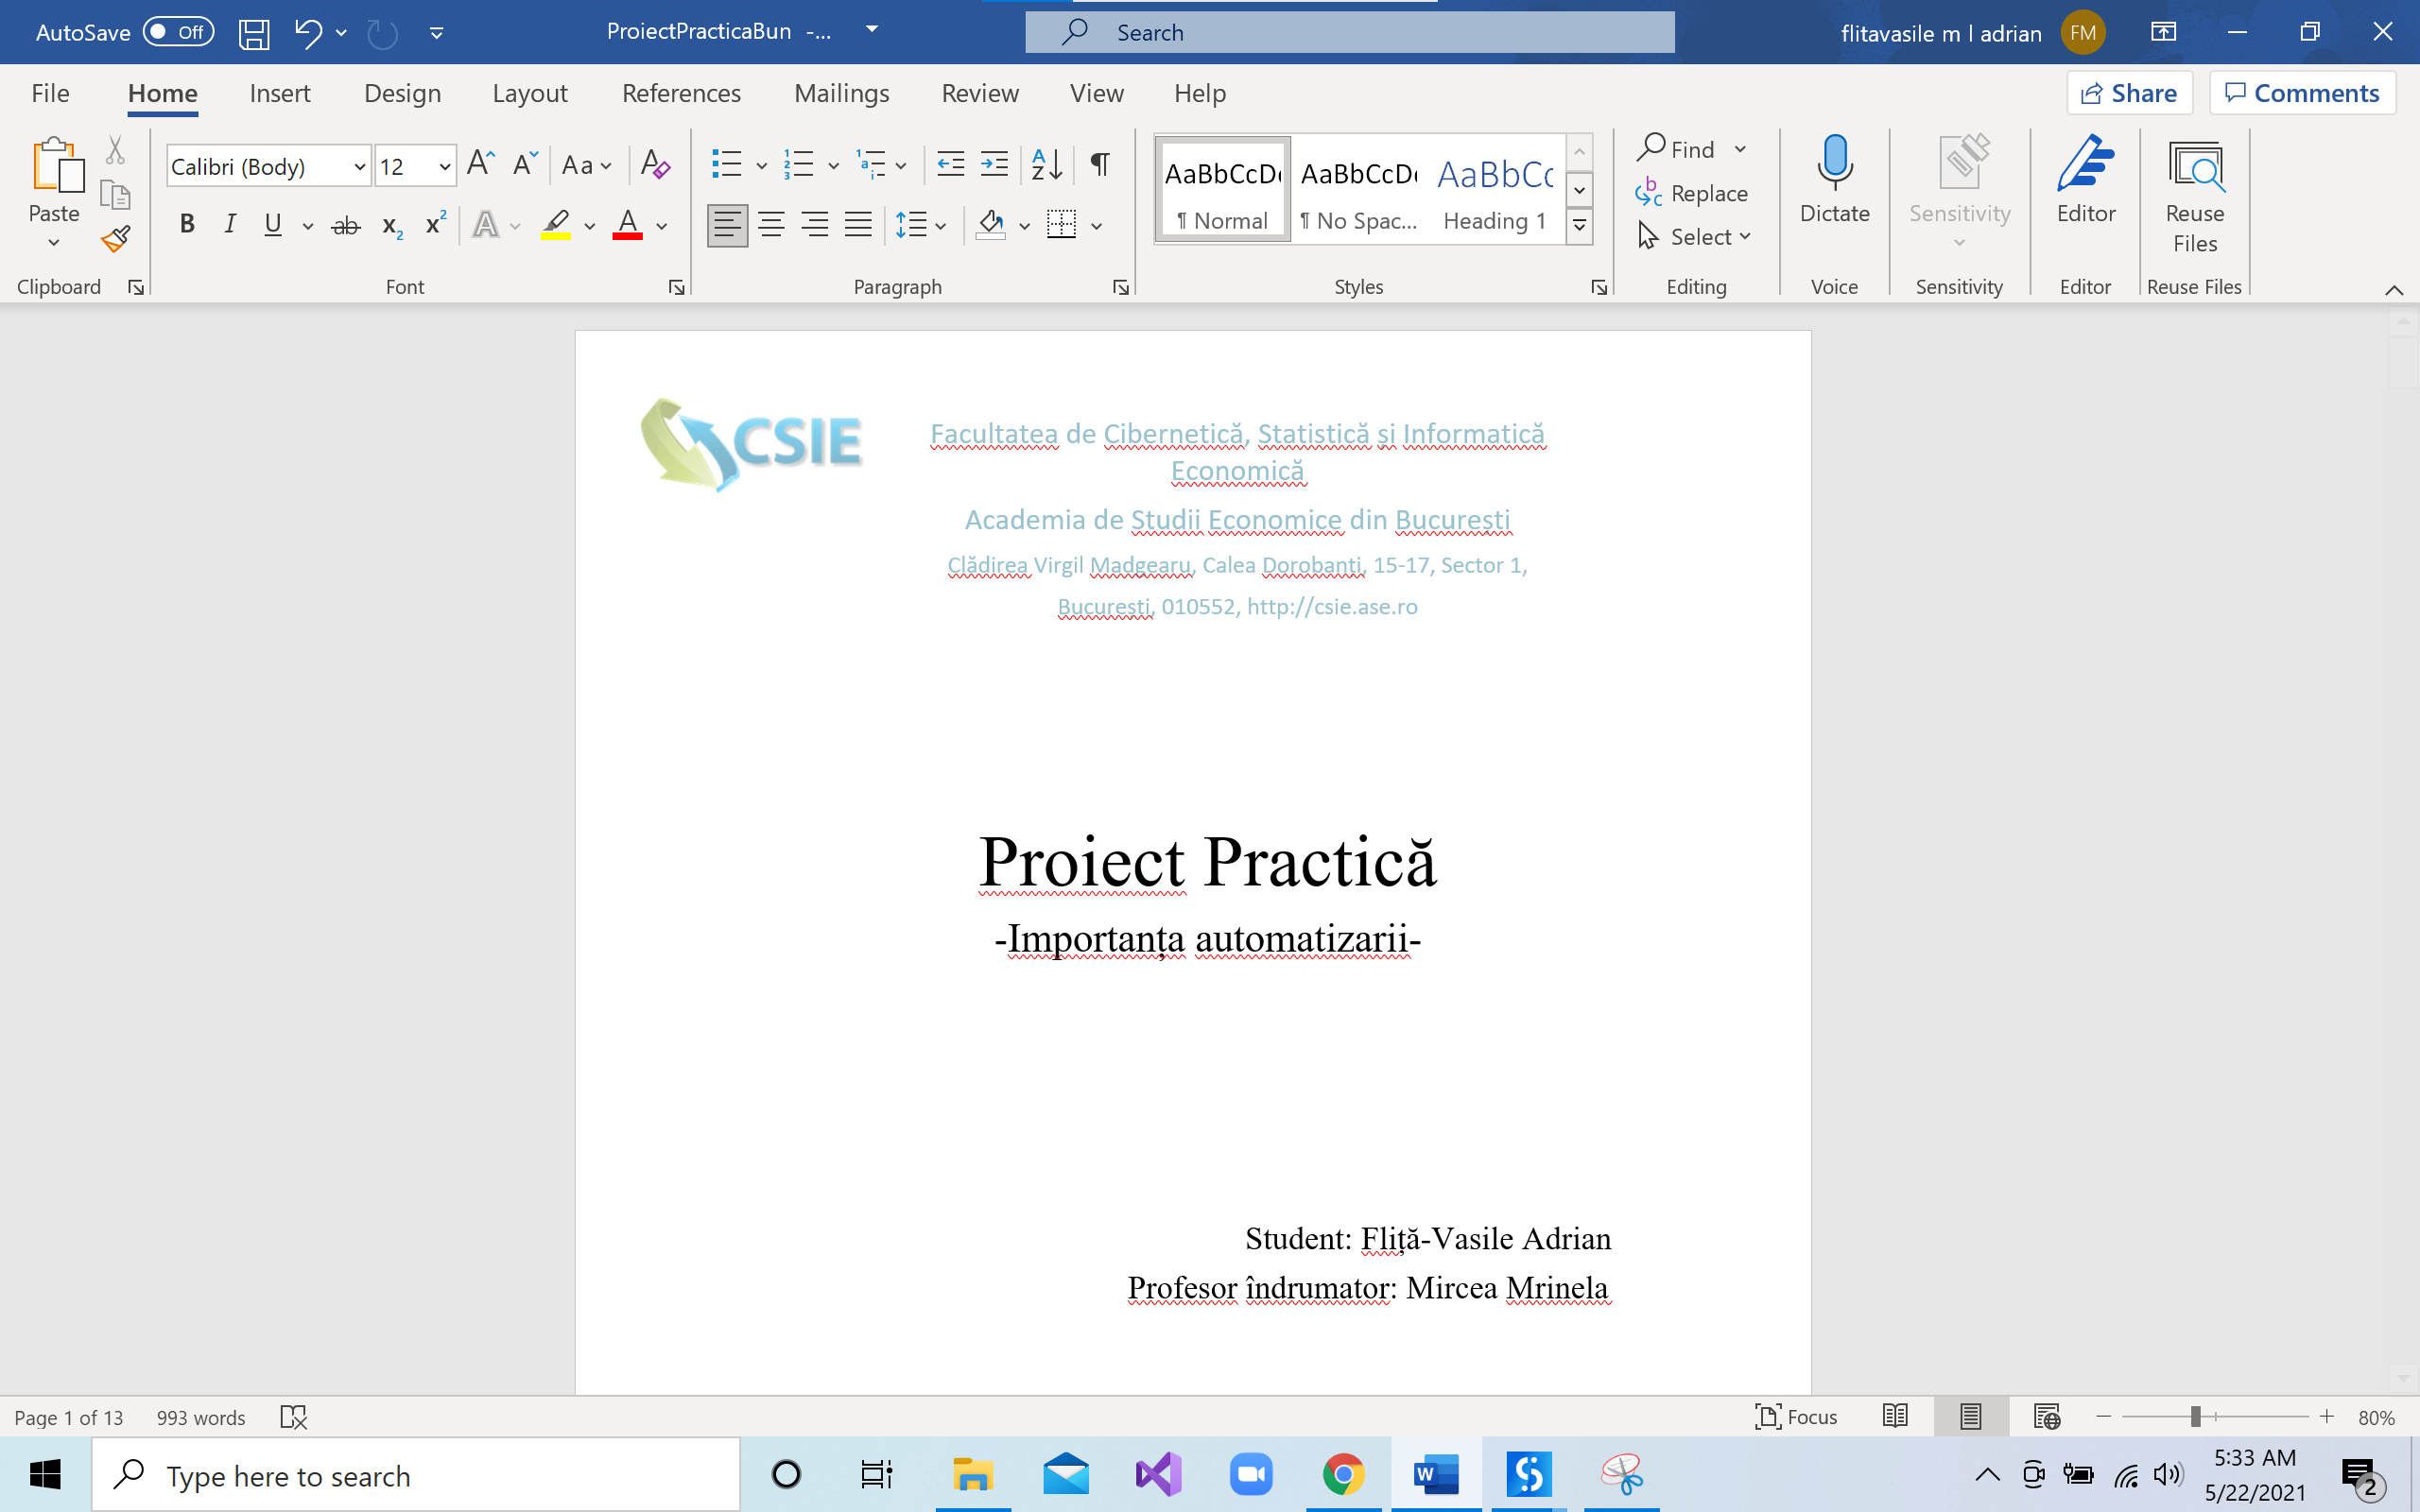 AutoSave Off ProiectPracticaBun -... Search flitavasile m l adrian FM
File Home Insert Design Layout References Mailings Review View Help Share Comments
Paste
Calibri (Body) 12 Aa
AaBbCcD AaBbCcD AaBbCc
¶ Normal ¶ No Spac... Heading 1
Find
Replace
Select
Dictate
Sensitivity
Editor
Reuse
Files
Clipboard Font Paragraph Styles Editing Voice Sensitivity Editor Reuse Files
CSIE
Facultatea de Cibernetică, Statistică și Informatică
Economică
Academia de Studii Economice din București
Clădirea Virgil Madgearu, Calea Dorobanți, 15-17, Sector 1,
București, 010552, http://csie.ase.ro
Proiect Practică
-Importanța automatizarii-
Student: Fliță-Vasile Adrian
Profesor îndrumator: Mircea Mrinela
Page 1 of 13 993 words Focus 80%
Type here to search
5:33 AM
5/22/2021
2